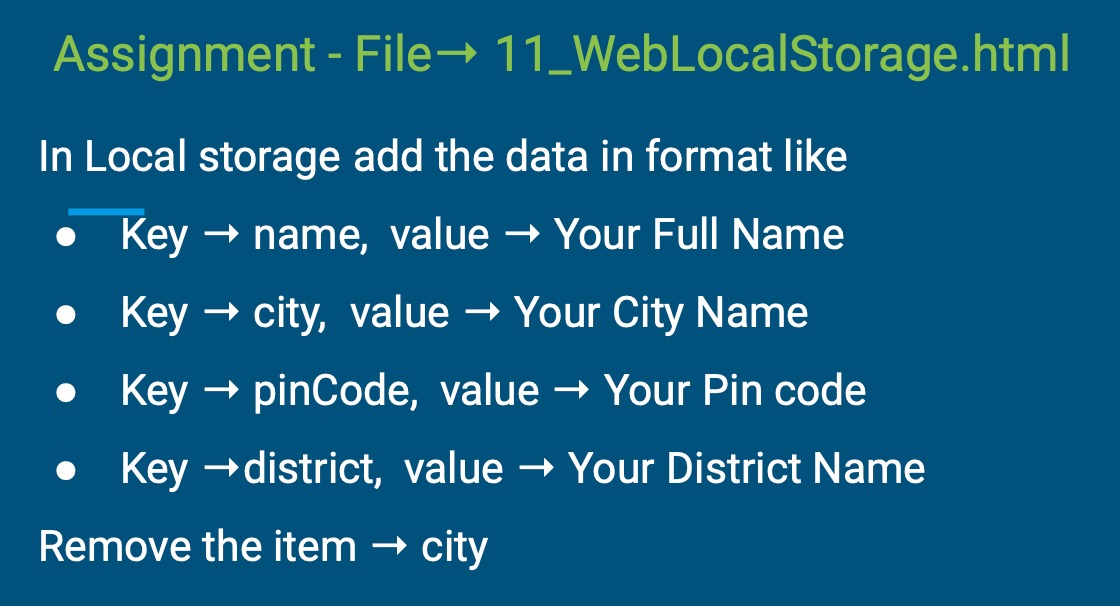 Assignment - File→ 11_WebLocalStorage.html
In Local storage add the data in format like
● Key → name, value → Your Full Name
● Key → city, value → Your City Name
● Key → pinCode, value → Your Pin code
● Key →district, value → Your District Name
Remove the item → city